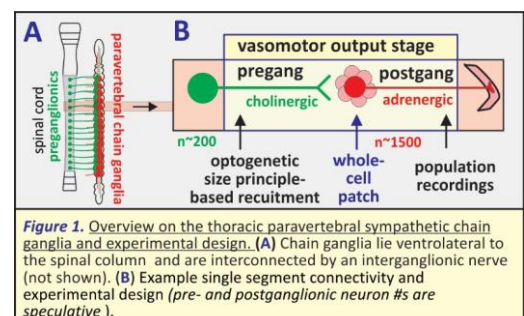 A
B
vasomotor output stage
spinal cord
preganglionics
paravertebral
chain ganglia
pregang
postgang
cholinergic
adrenergic
n~200
n~1500
optogenetic
size principle-
based recuitment
whole-
cell
patch
population
recordings
Figure 1. Overview on the thoracic paravertebral sympathetic chain
ganglia and experimental design. (A) Chain ganglia lie ventrolateral to
the spinal column and are interconnected by an interganglionic nerve
(not shown). (B) Example single segment connectivity and
experimental design (pre- and postganglionic neuron #s are
speculative ).